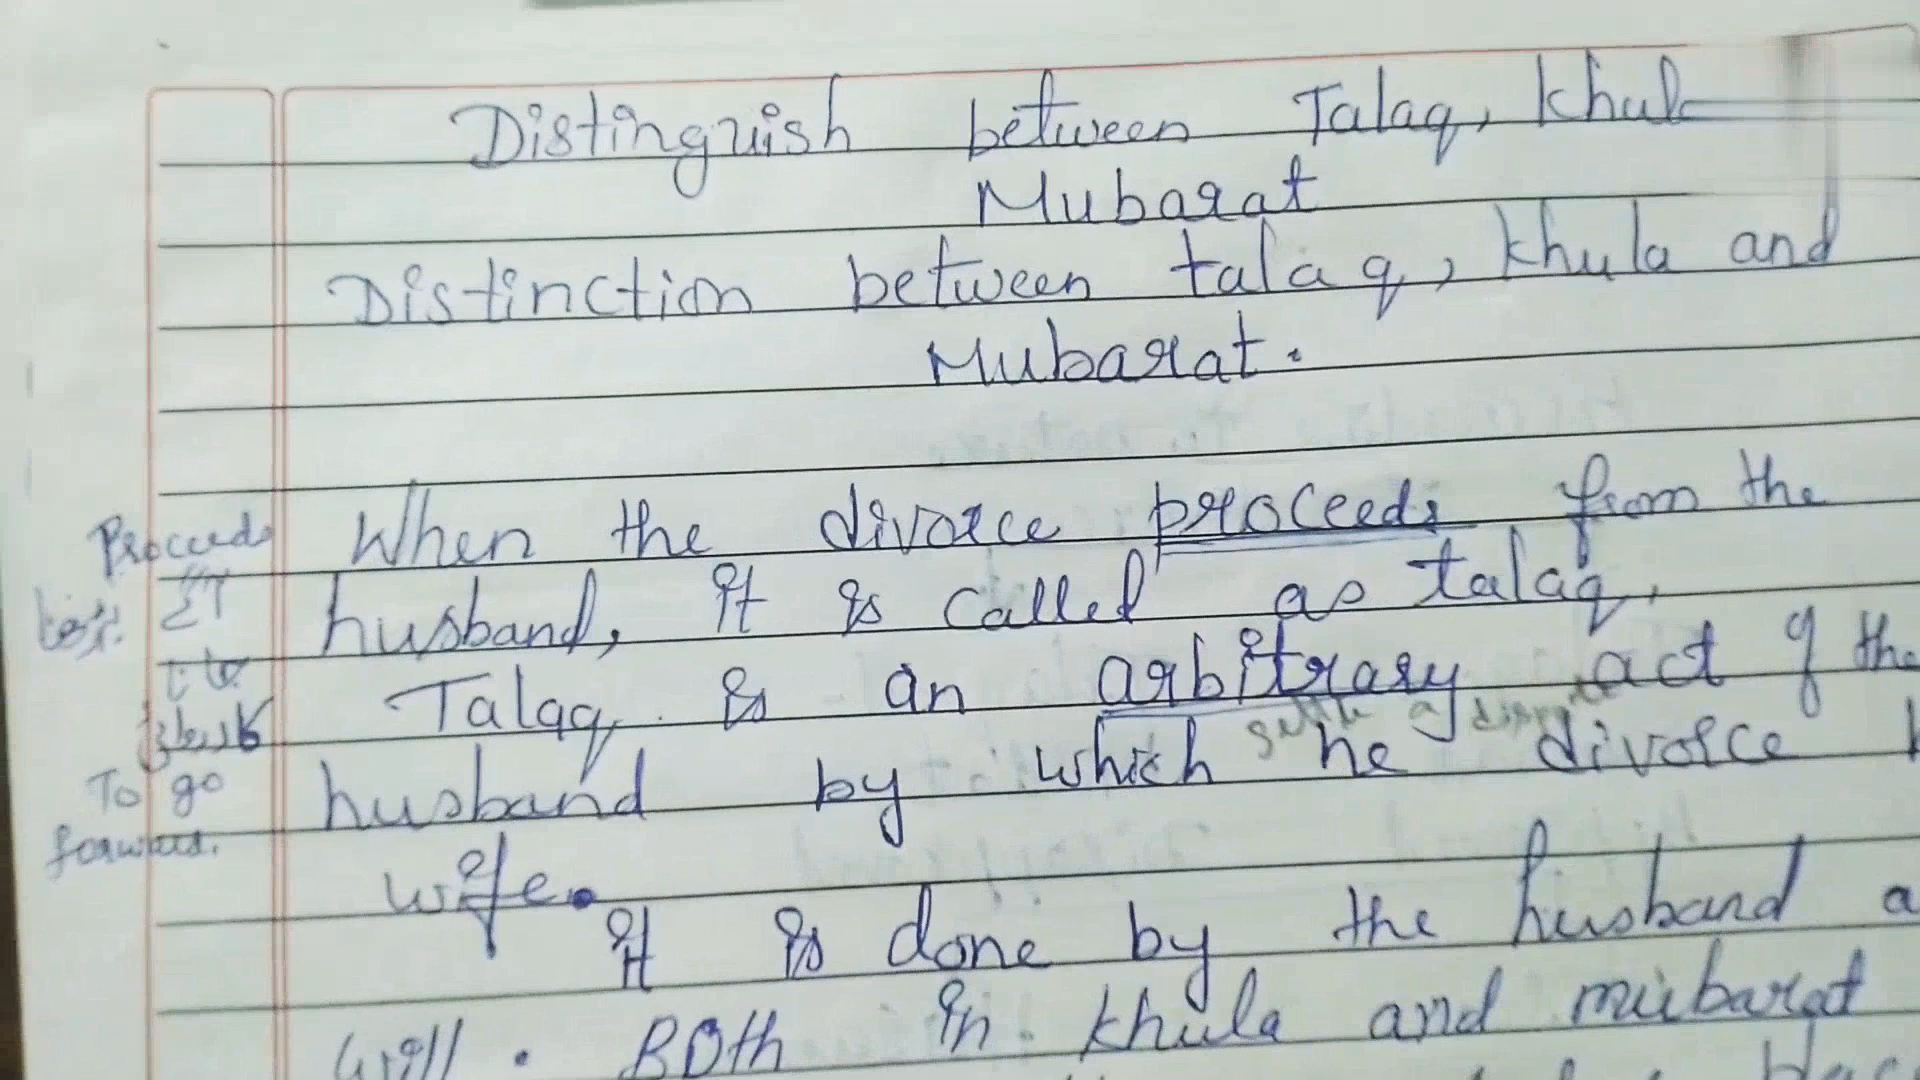 Distinguish between Talaq, Khula
Mubarat
Distinction between talaq, Khula and
Mubarat.
When the divorce proceeds from the
husband, it is called as talaq.
Talaq is an arbitrary act of the
husband by which he divorce
wife.
It is done by the husband
will. Both in Khula and mubarat
Proceeds
To go
forward.